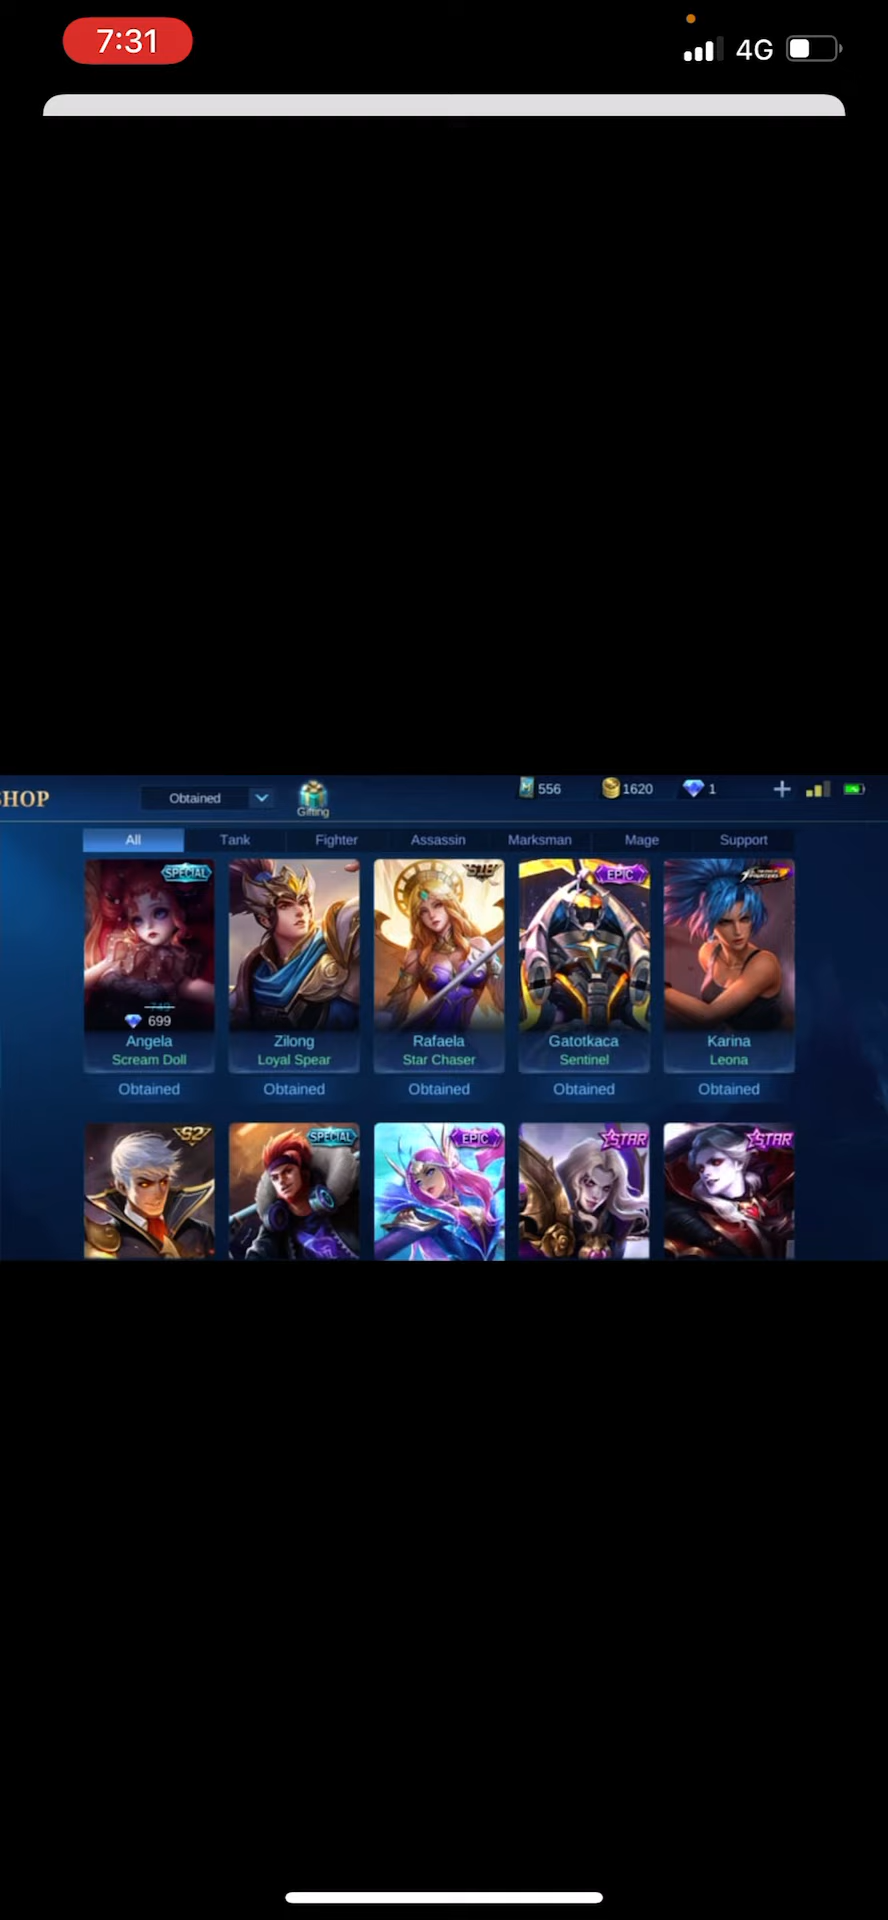 7:31
4G
SHOP
Obtained
Gifting
556
1620
1
All
Tank
Fighter
Assassin
Marksman
Mage
Support
SPECIAL
EPIC
749
699
Angela
Zilong
Rafaela
Gatotkaca
Karina
Scream Doll
Loyal Spear
Star Chaser
Sentinel
Leona
Obtained
Obtained
Obtained
Obtained
Obtained
S2
SPECIAL
EPIC
STAR
STAR